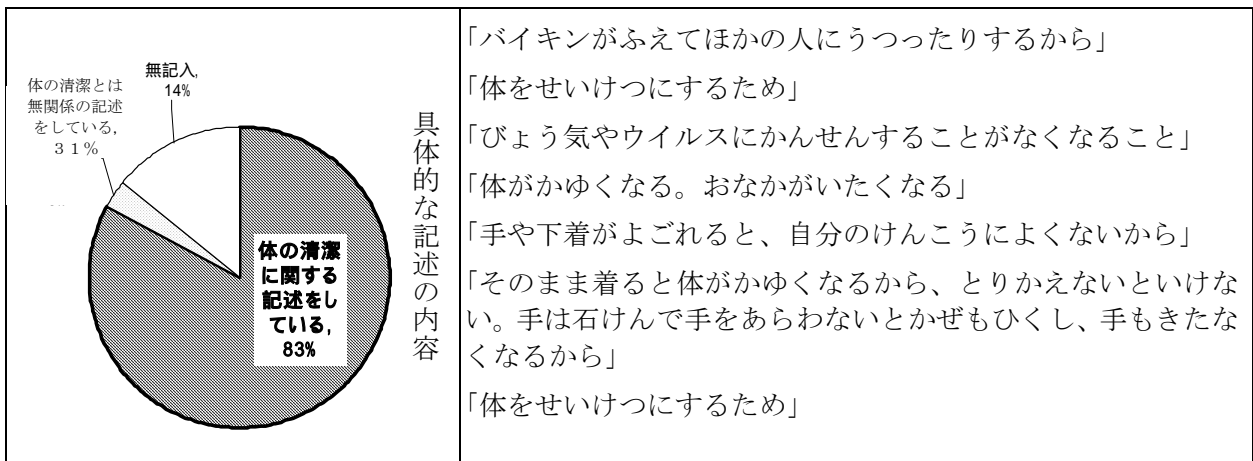 無記入,
14%
体の清潔とは
無関係の記述
をしている,
31%
体の清潔
に関する
記述をし
ている,
83%
具体的な記述の内容
「バイキンがふえてほかの人にうつったりするから」
「体をせいけつにするため」
「びょう気やウイルスにかんせんすることがなくなること」
「体がかゆくなる。おなかがいたくなる」
「手や下着がよごれると、自分のけんこうによくないから」
「そのまま着ると体がかゆくなるから、とりかえないといけな
い。手は石けんで手をあらわないとかぜもひくし、手もきたな
くなるから」
「体をせいけつにするため」